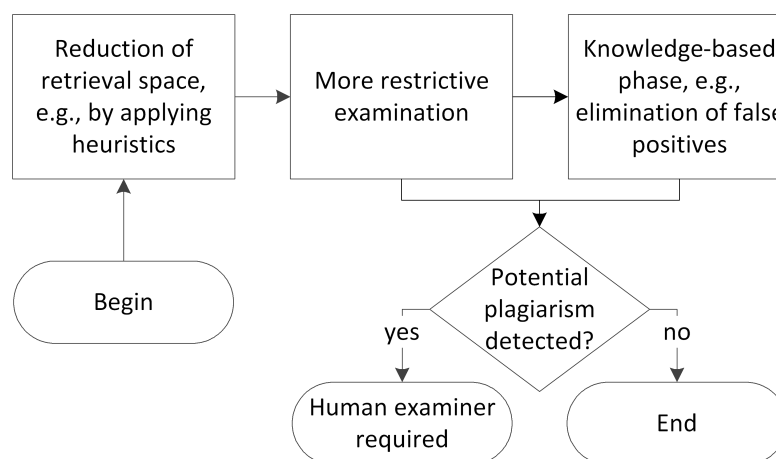 Reduction of
retrieval space,
e.g., by applying
heuristics
More restrictive
examination
Knowledge-based
phase, e.g.,
elimination of false
positives
Begin
Potential
plagiarism
detected?
yes
no
Human examiner
required
End